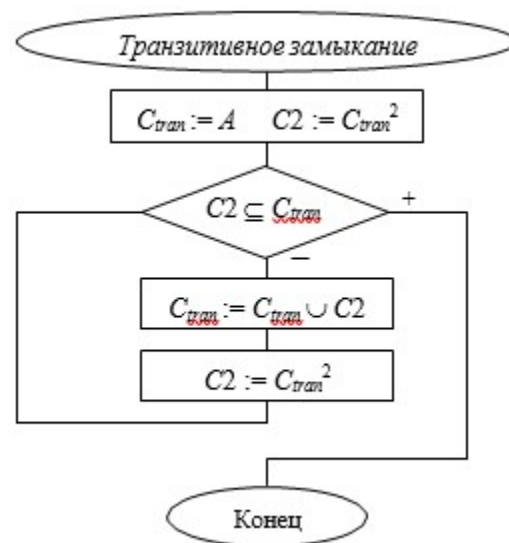 Транзитивное замыкание
Ctran := A C2 := Ctran²
C2 ⊆ Ctran
+
–
Ctran := Ctran ∪ C2
C2 := Ctran²
Конец